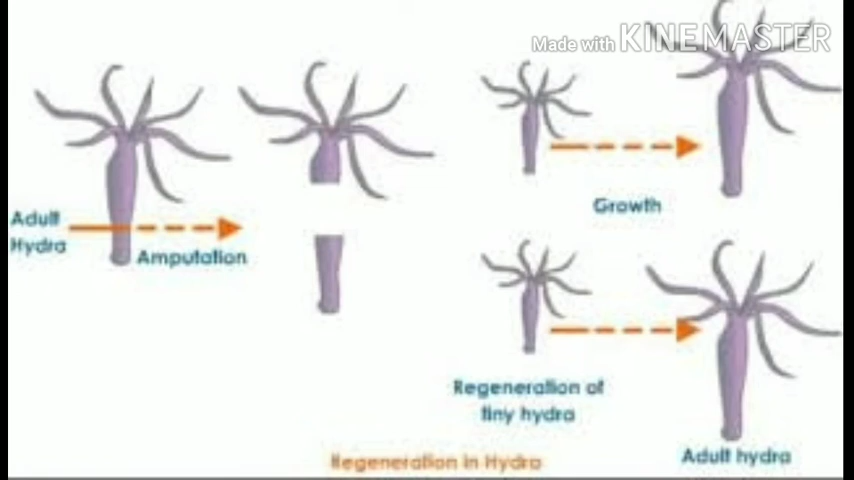 Made with KINEMASTER
Adult
Hydra
Amputation
Growth
Regeneration of
tiny hydra
Adult hydra
Regeneration in Hydra